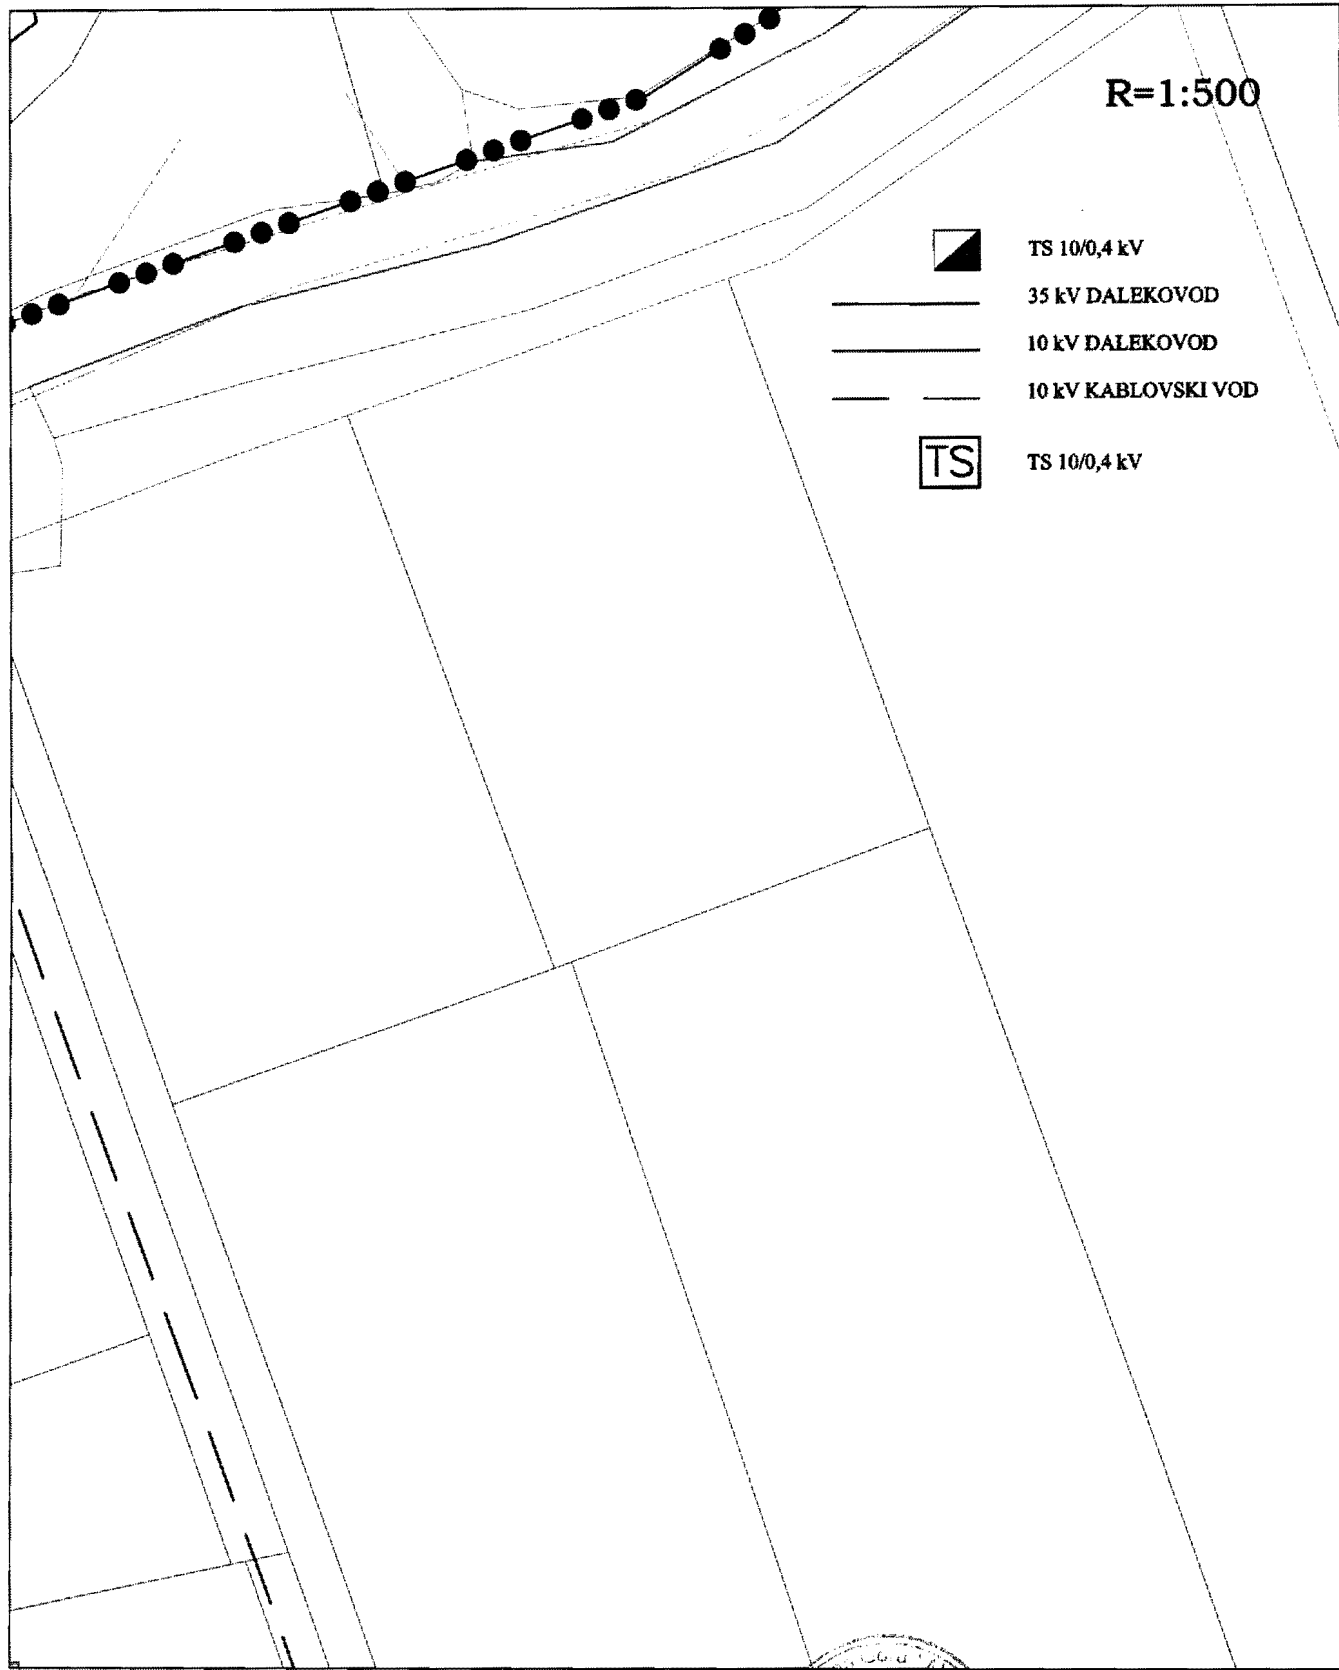 R=1:500
TS 10/0,4 kV
35 kV DALEKOVOD
10 kV DALEKOVOD
10 kV KABLOVSKI VOD
TS
TS 10/0,4 kV